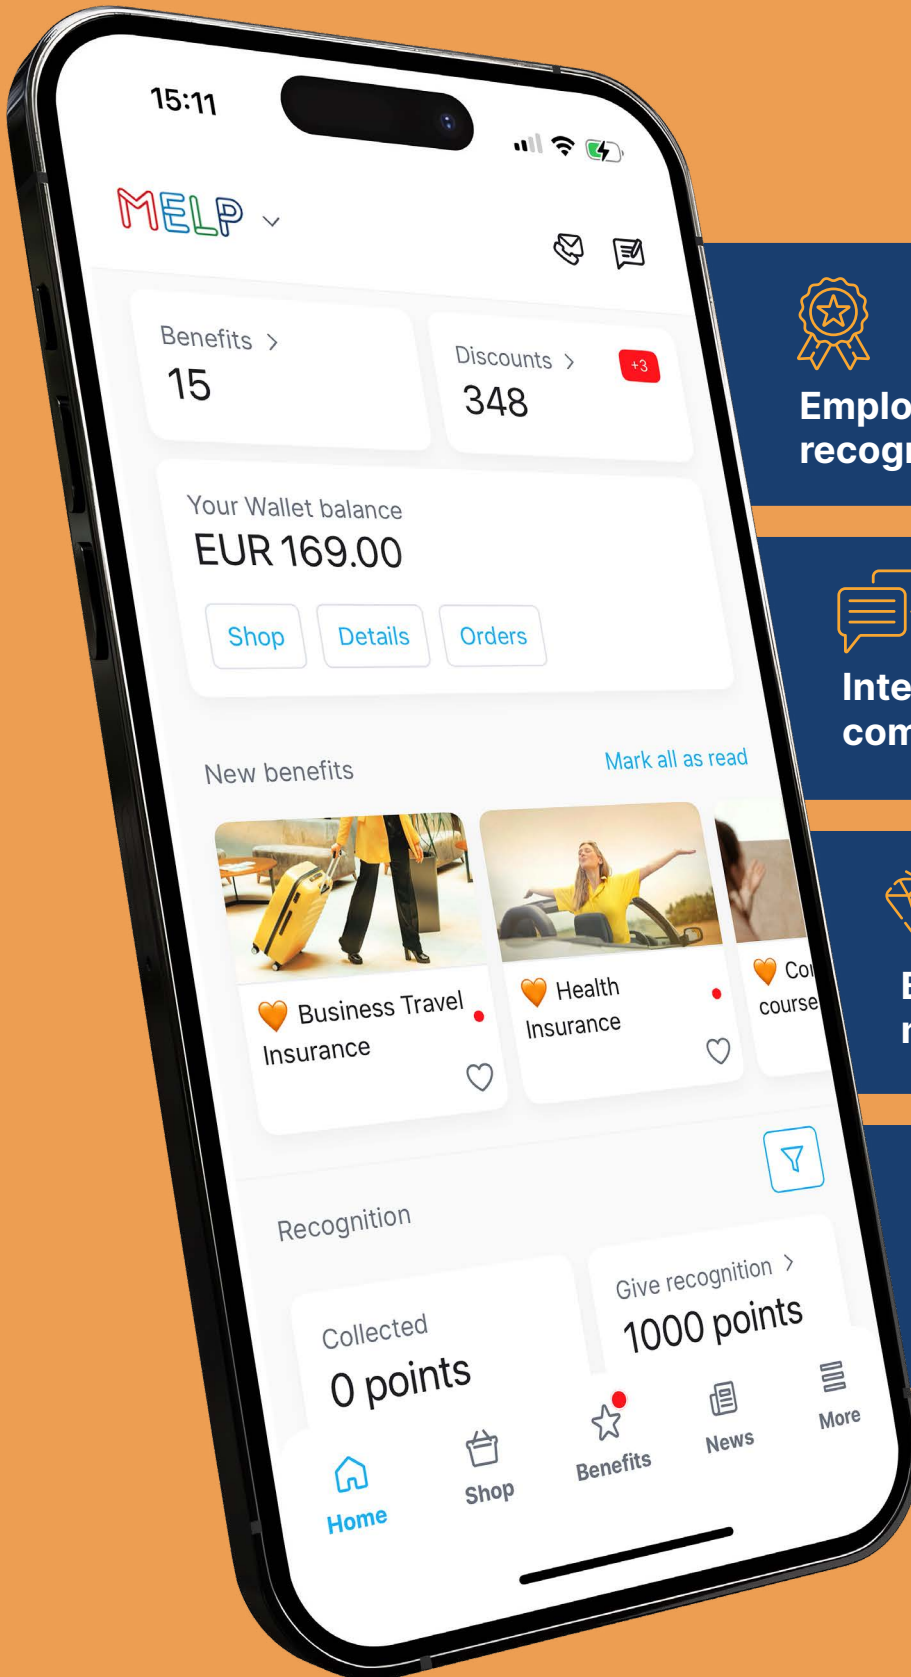 15:11
MELP
Benefits >
15
Discounts >
+3
348
Your Wallet balance
EUR 169.00
Shop
Details
Orders
New benefits
Mark all as read
🧡 Business Travel
Insurance
🧡 Health
Insurance
🧡
course
Recognition
Collected
0 points
Give recognition >
1000 points
Home
Shop
Benefits
News
More